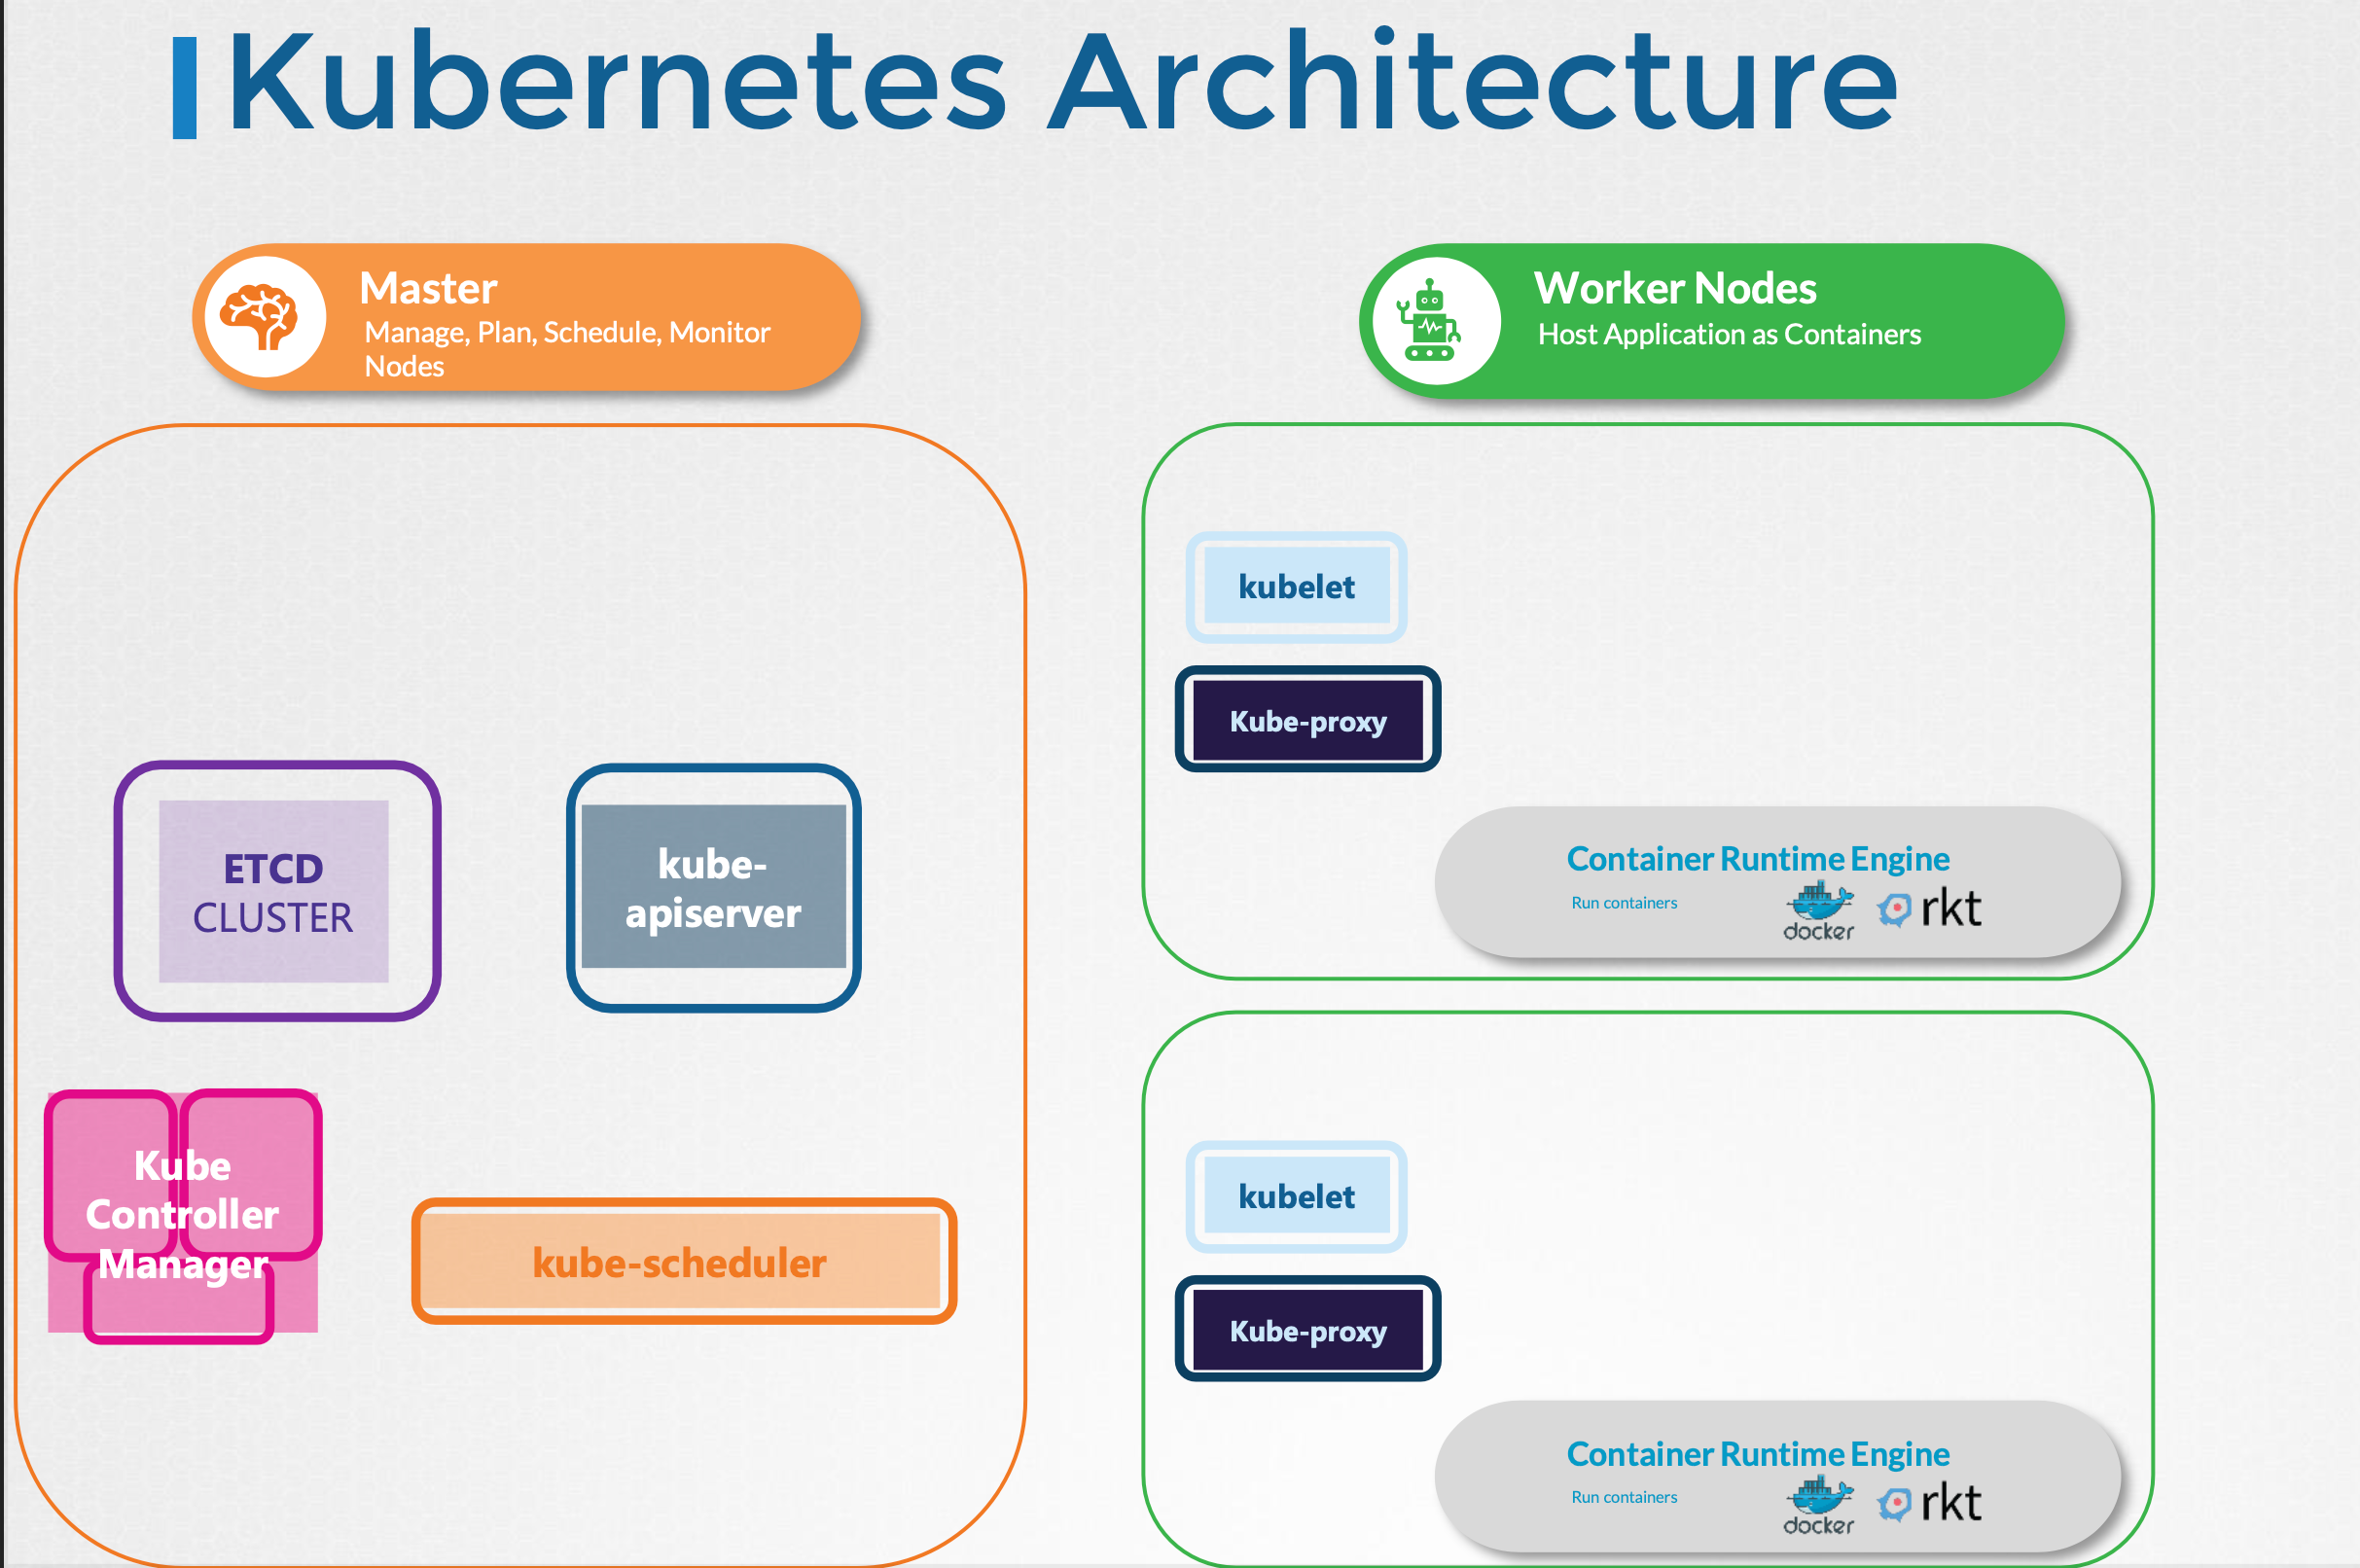 Kubernetes Architecture
Master
Manage, Plan, Schedule, Monitor
Nodes
Worker Nodes
Host Application as Containers
ETCD
CLUSTER
kube-
apiserver
Kube
Controller
Manager
kube-scheduler
kubelet
Kube-proxy
Container Runtime Engine
Run containers
docker
rkt
kubelet
Kube-proxy
Container Runtime Engine
Run containers
docker
rkt